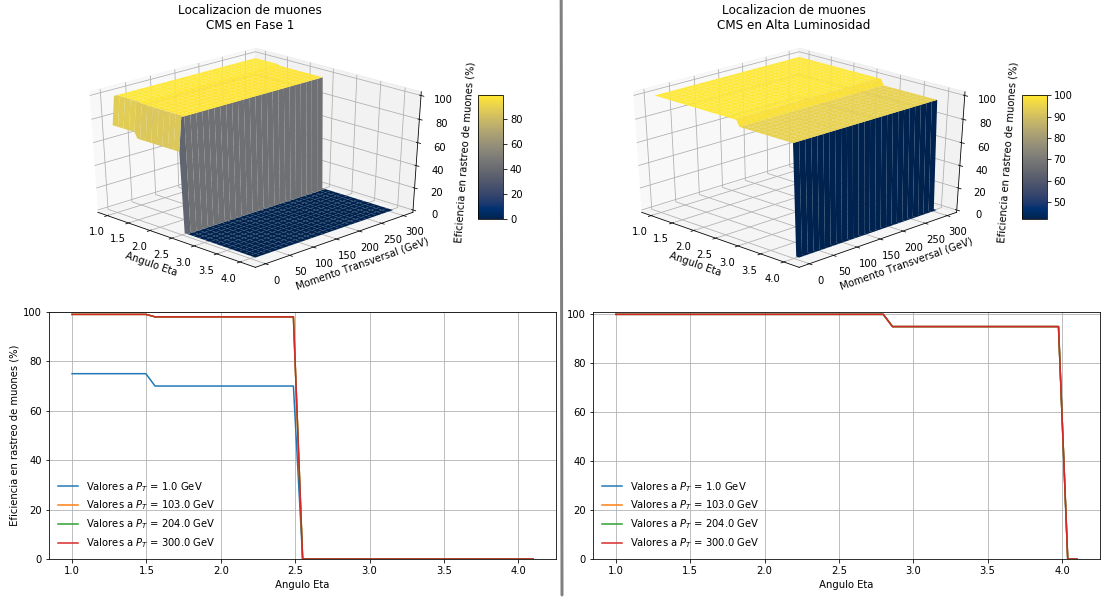 Localizacion de muones
CMS en Fase 1
100
80
60
40
20
0
Eficiencia en rastreo de muones (%)
80
60
40
20
0
1.0 1.5 2.0 2.5 3.0 3.5 4.0
Angulo Eta
0 50 100 150 200 250 300
Momento Transversal (GeV)
Localizacion de muones
CMS en Alta Luminosidad
100
80
60
40
20
0
Eficiencia en rastreo de muones (%)
100
90
80
70
60
50
1.0 1.5 2.0 2.5 3.0 3.5 4.0
Angulo Eta
0 50 100 150 200 250 300
Momento Transversal (GeV)
Eficiencia en rastreo de muones (%)
100
80
60
40
20
0
Valores a P_T = 1.0 GeV
Valores a P_T = 103.0 GeV
Valores a P_T = 204.0 GeV
Valores a P_T = 300.0 GeV
1.0 1.5 2.0 2.5 3.0 3.5 4.0
Angulo Eta
100
80
60
40
20
0
Valores a P_T = 1.0 GeV
Valores a P_T = 103.0 GeV
Valores a P_T = 204.0 GeV
Valores a P_T = 300.0 GeV
1.0 1.5 2.0 2.5 3.0 3.5 4.0
Angulo Eta